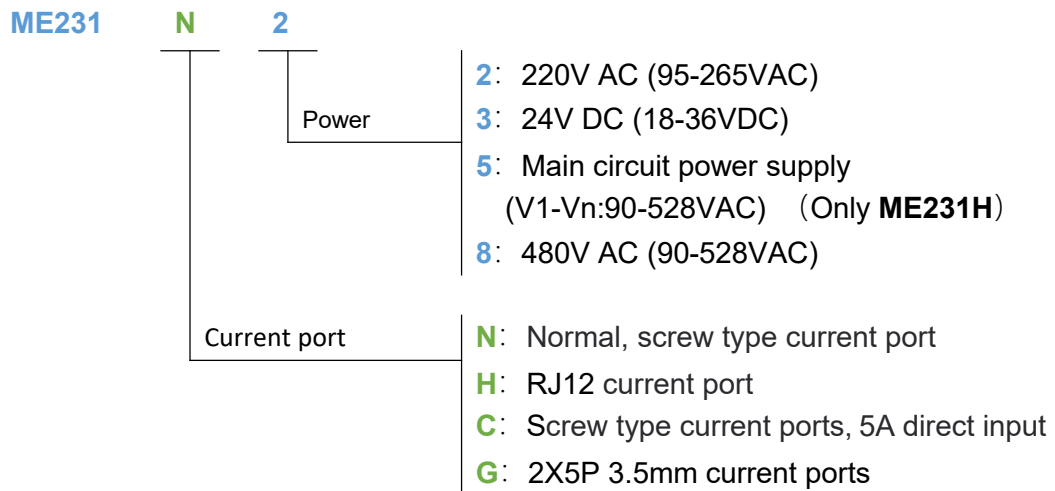 ME231 N 2
2：220V AC (95-265VAC)
Power
3：24V DC (18-36VDC)
5：Main circuit power supply
(V1-Vn:90-528VAC) （Only ME231H）
8：480V AC (90-528VAC)
Current port
N：Normal, screw type current port
H：RJ12 current port
C：Screw type current ports, 5A direct input
G：2X5P 3.5mm current ports